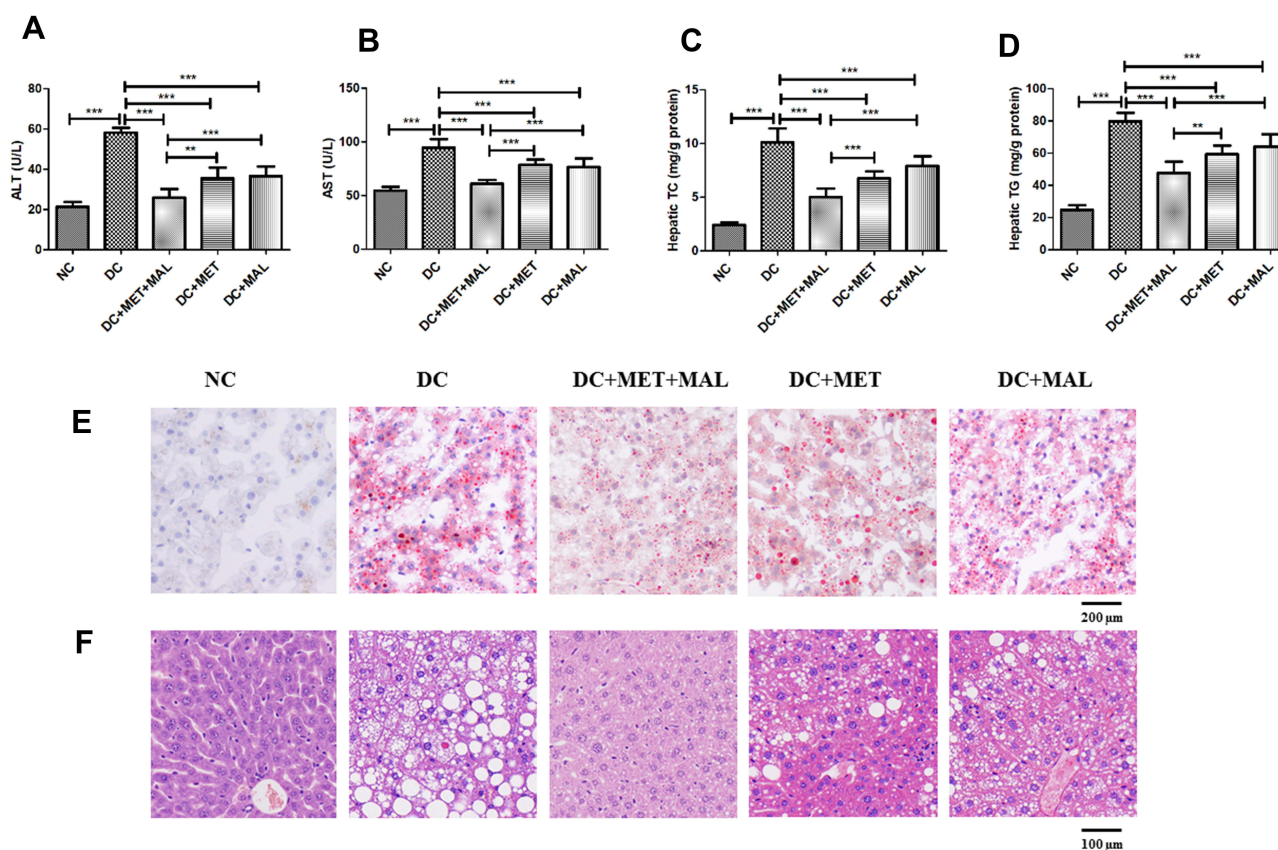 A
B
C
D
ALT (U/L)
80
60
40
20
0
***
***
***
***
***
**
NC
DC
DC+MET+MAL
DC+MET
DC+MAL
AST (U/L)
150
100
50
0
***
***
***
***
***
***
NC
DC
DC+MET+MAL
DC+MET
DC+MAL
Hepatic TC (mg/g protein)
15
10
5
0
***
***
***
***
***
***
NC
DC
DC+MET+MAL
DC+MET
DC+MAL
Hepatic TG (mg/g protein)
100
80
60
40
20
0
***
***
***
***
***
**
NC
DC
DC+MET+MAL
DC+MET
DC+MAL
NC DC DC+MET+MAL DC+MET DC+MAL
E
200 μm
F
100 μm